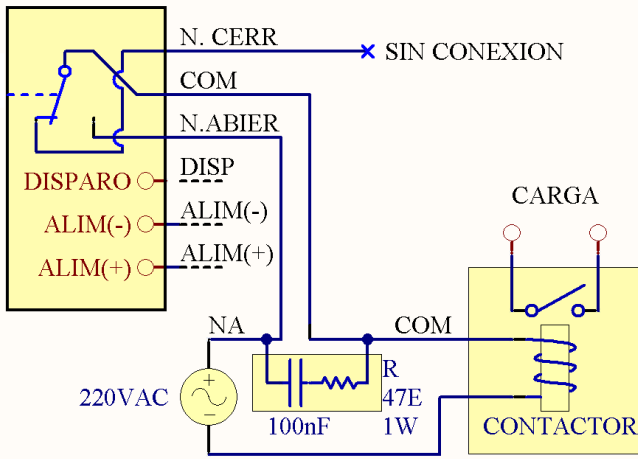 N. CERR
SIN CONEXION
COM
N.ABIER
DISPARO
DISP
ALIM(-)
ALIM(-)
ALIM(+)
ALIM(+)
CARGA
NA
COM
220VAC
R
47E
100nF
1W
CONTACTOR